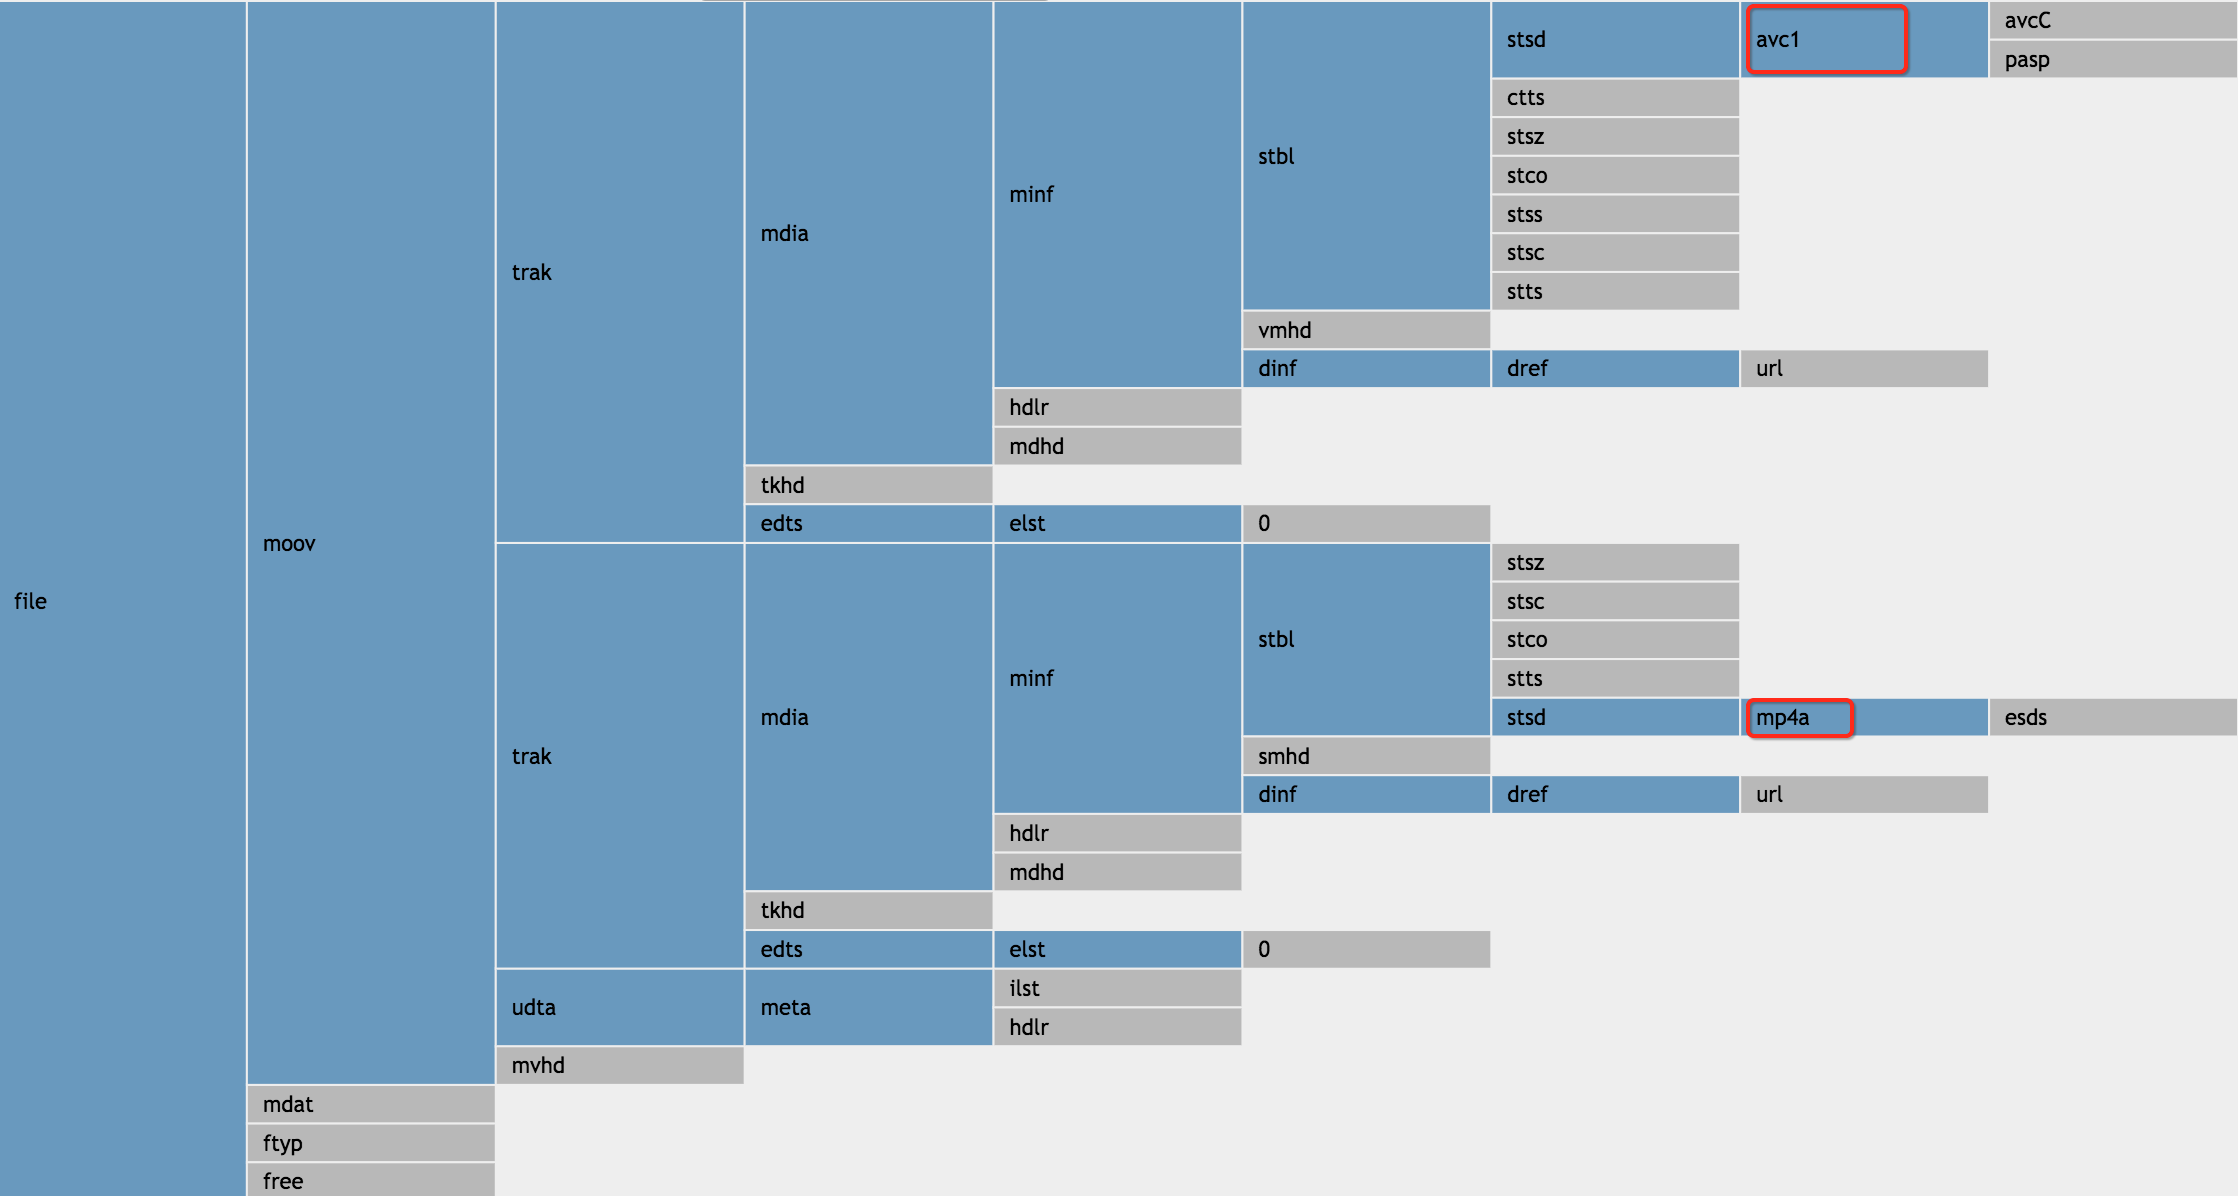 file
moov
trak
mdia
minf
stbl
stsd
avc1
avcC
pasp
ctts
stsz
stco
stss
stsc
stts
vmhd
dinf
dref
url
hdlr
mdhd
tkhd
edts
elst
0
trak
mdia
minf
stbl
stsz
stsc
stco
stts
stsd
mp4a
esds
smhd
dinf
dref
url
hdlr
mdhd
tkhd
edts
elst
0
udta
meta
ilst
hdlr
mvhd
mdat
ftyp
free